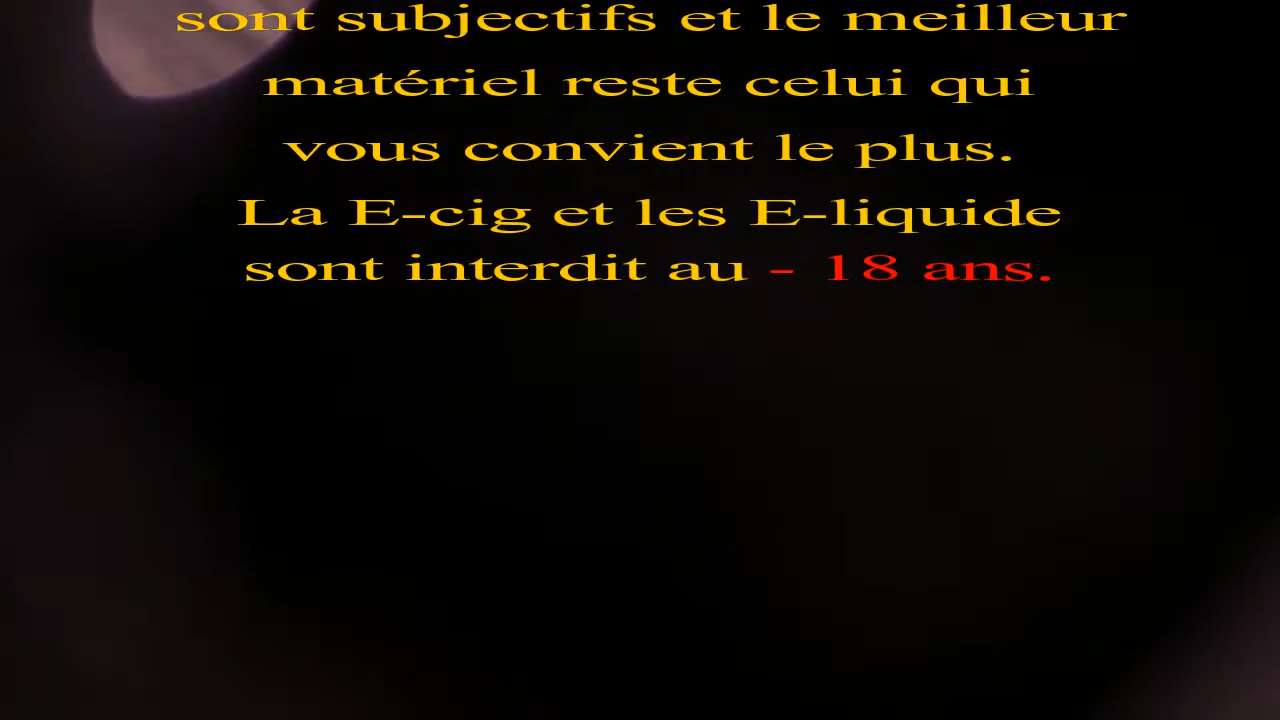 sont subjectifs et le meilleur
matériel reste celui qui
vous convient le plus.
La E-cig et les E-liquide
sont interdit au - 18 ans.